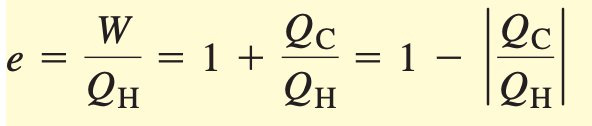 e = W/Q_H = 1 + Q_C/Q_H = 1 − |Q_C/Q_H|